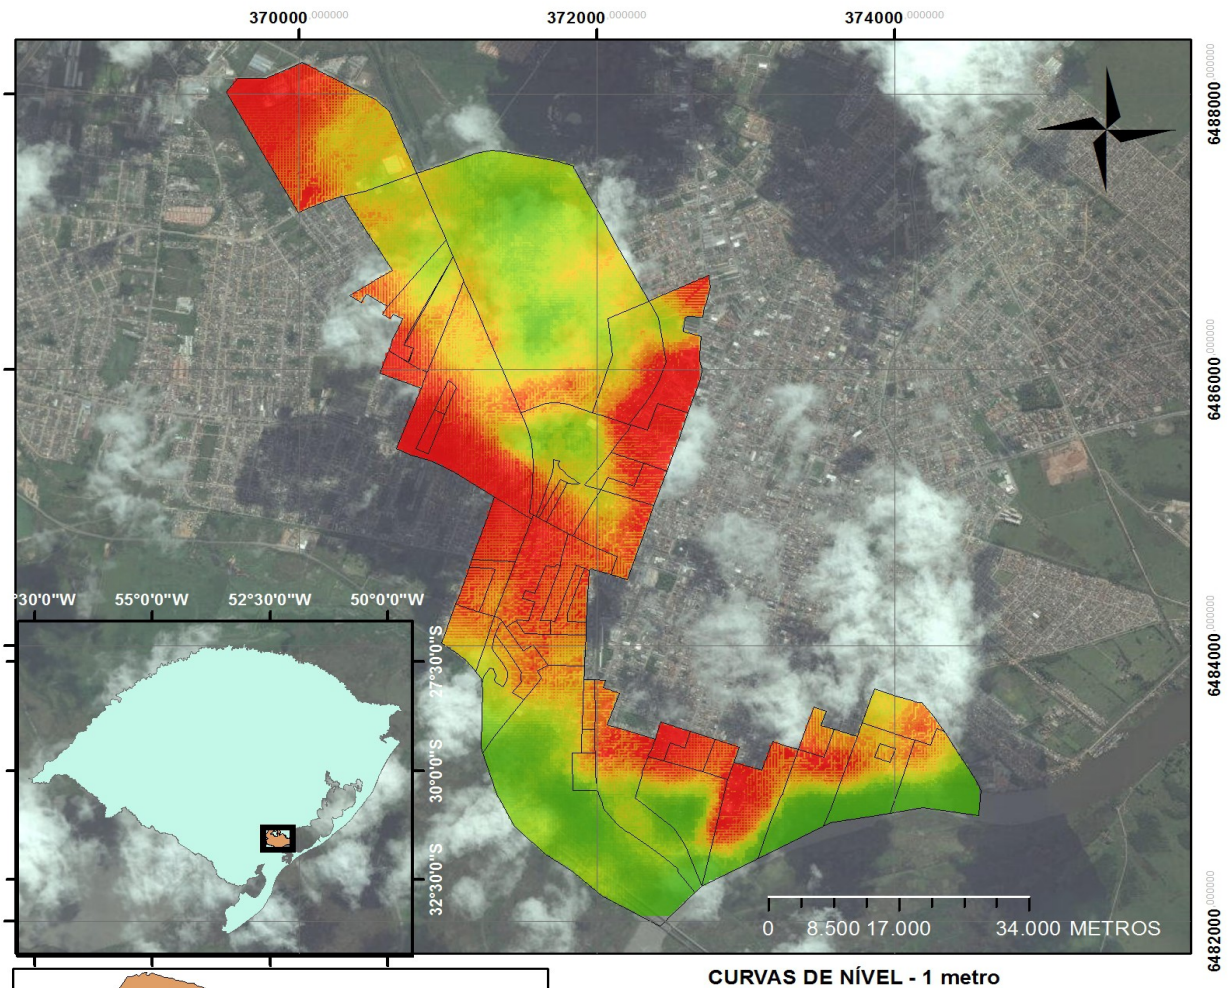 370000,000000 372000,000000 374000,000000
6488000,000000
6486000,000000
6484000,000000
6482000,000000
°30'0"W 55°0'0"W 52°30'0"W 50°0'0"W
27°30'0"S
30°0'0"S
32°30'0"S
0 8.500 17.000 34.000 METROS
CURVAS DE NÍVEL - 1 metro